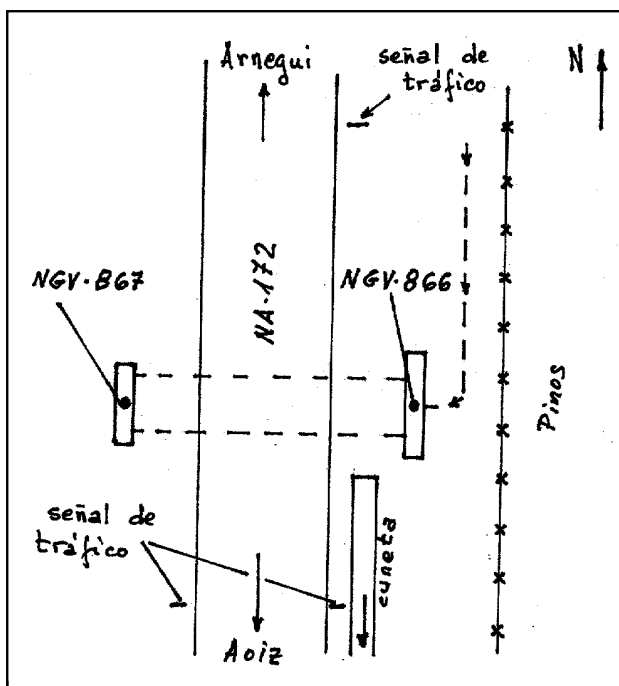 Arnegui
señal de
tráfico
N
NA-172
NGV-867
NGV-866
Pinos
señal de
tráfico
cuneta
Aoiz